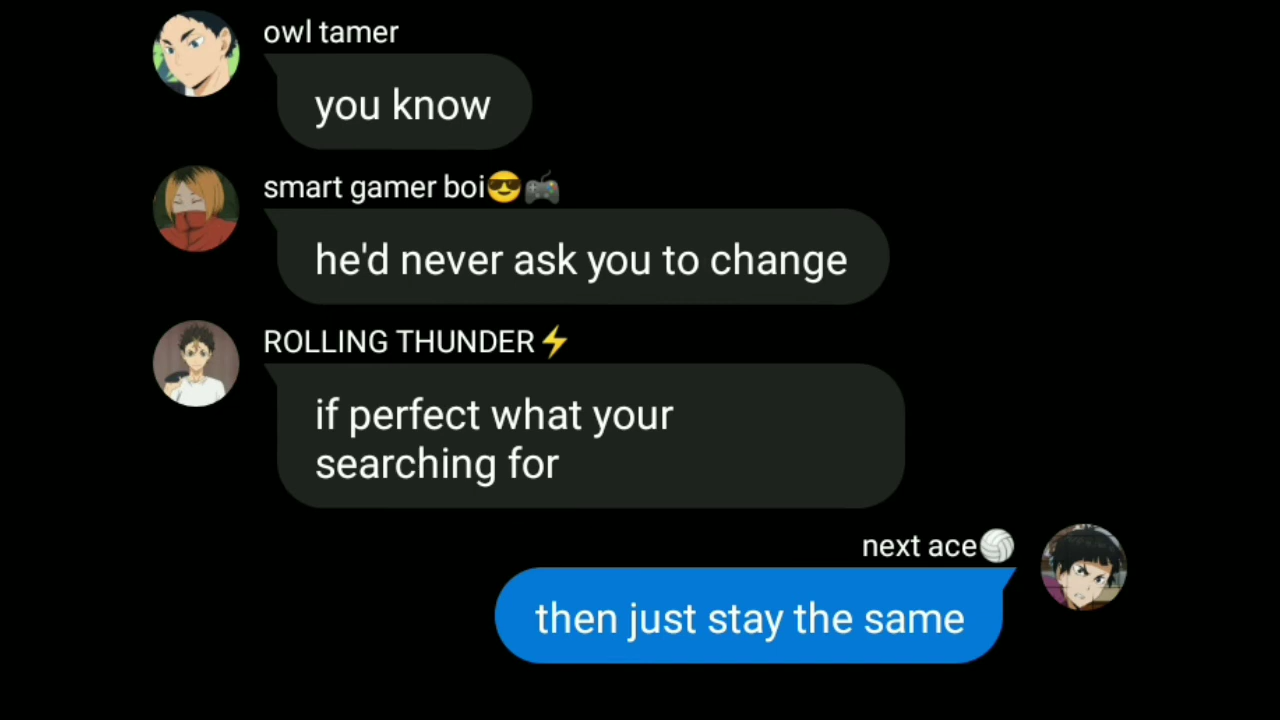 owl tamer
you know
smart gamer boi😎🎮
he'd never ask you to change
ROLLING THUNDER⚡
if perfect what your
searching for
next ace🏐
then just stay the same